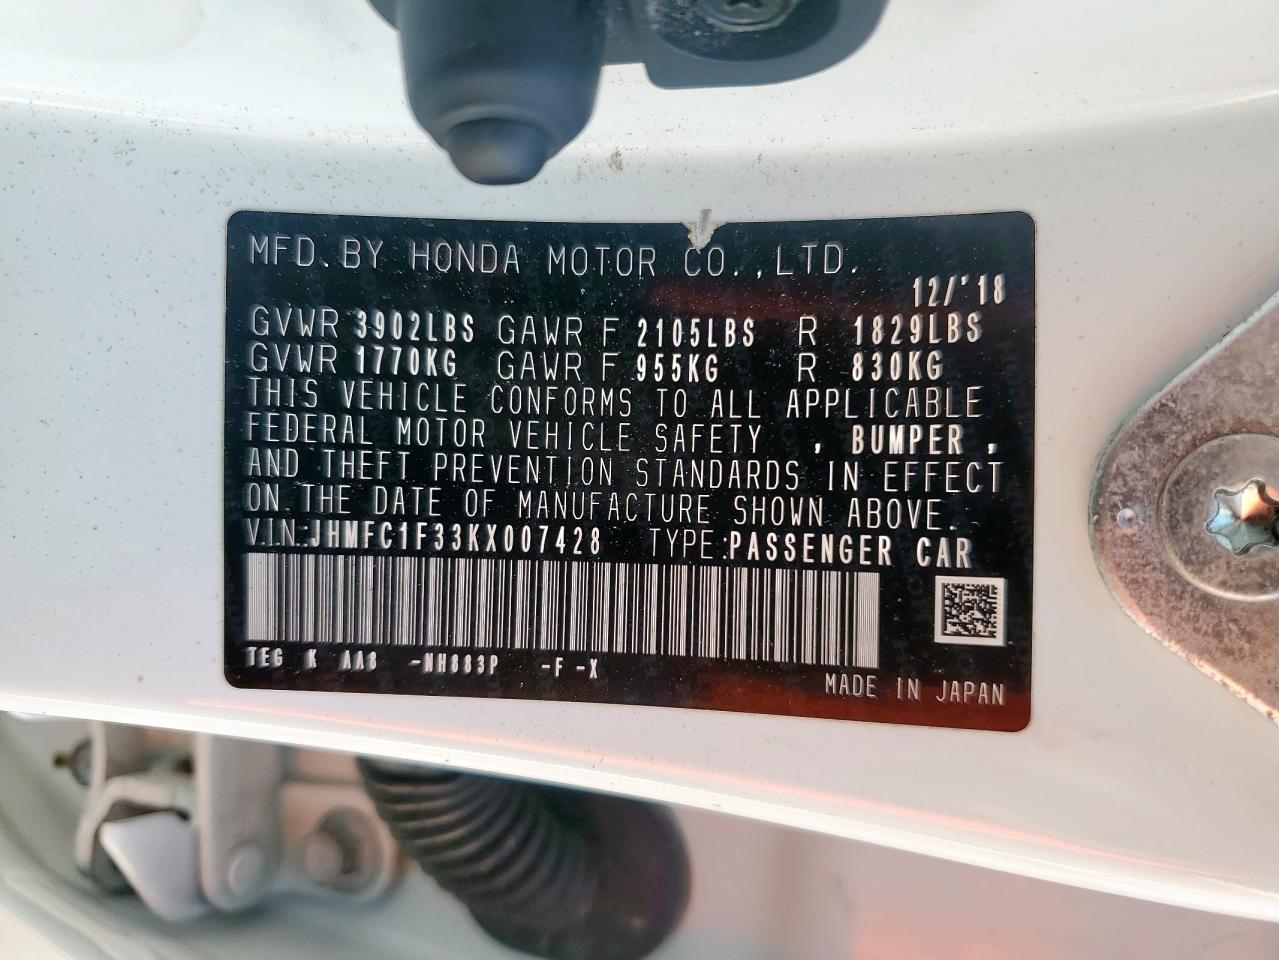 MFD. BY HONDA MOTOR CO., LTD.
12/'18
GVWR 3902LBS GAWR F 2105LBS R 1829LBS
GVWR 1770KG GAWR F 955KG R 830KG
THIS VEHICLE CONFORMS TO ALL APPLICABLE
FEDERAL MOTOR VEHICLE SAFETY , BUMPER ,
AND THEFT PREVENTION STANDARDS IN EFFECT
ON THE DATE OF MANUFACTURE SHOWN ABOVE.
V.I.N.:JHMFC1F33KX007428 TYPE:PASSENGER CAR
TEG K AA8 -NH883P -F -X
MADE IN JAPAN